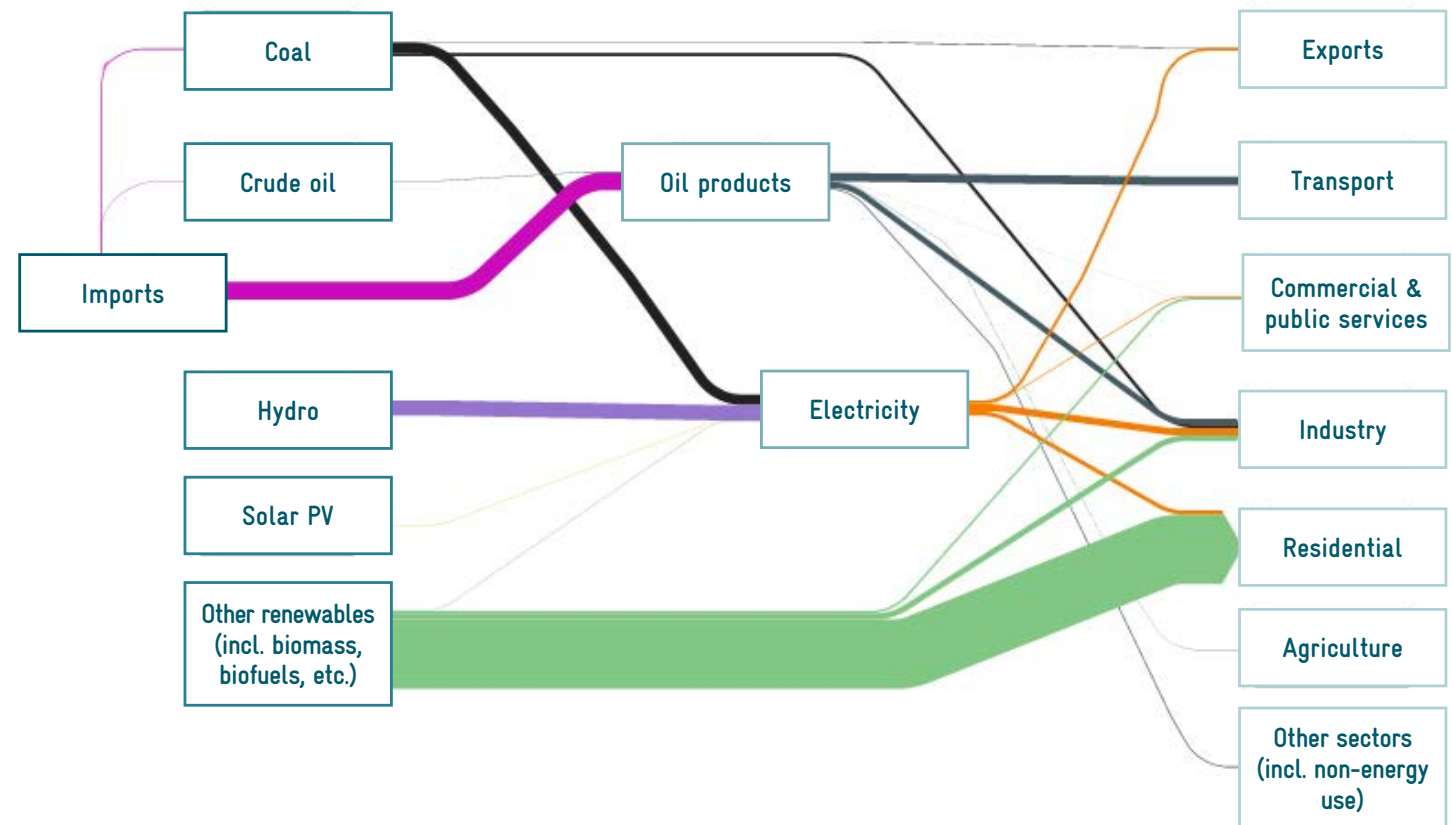 Coal
Exports
Crude oil
Oil products
Transport
Imports
Commercial &
public services
Hydro
Electricity
Industry
Solar PV
Residential
Other renewables
(incl. biomass,
biofuels, etc.)
Agriculture
Other sectors
(incl. non-energy
use)